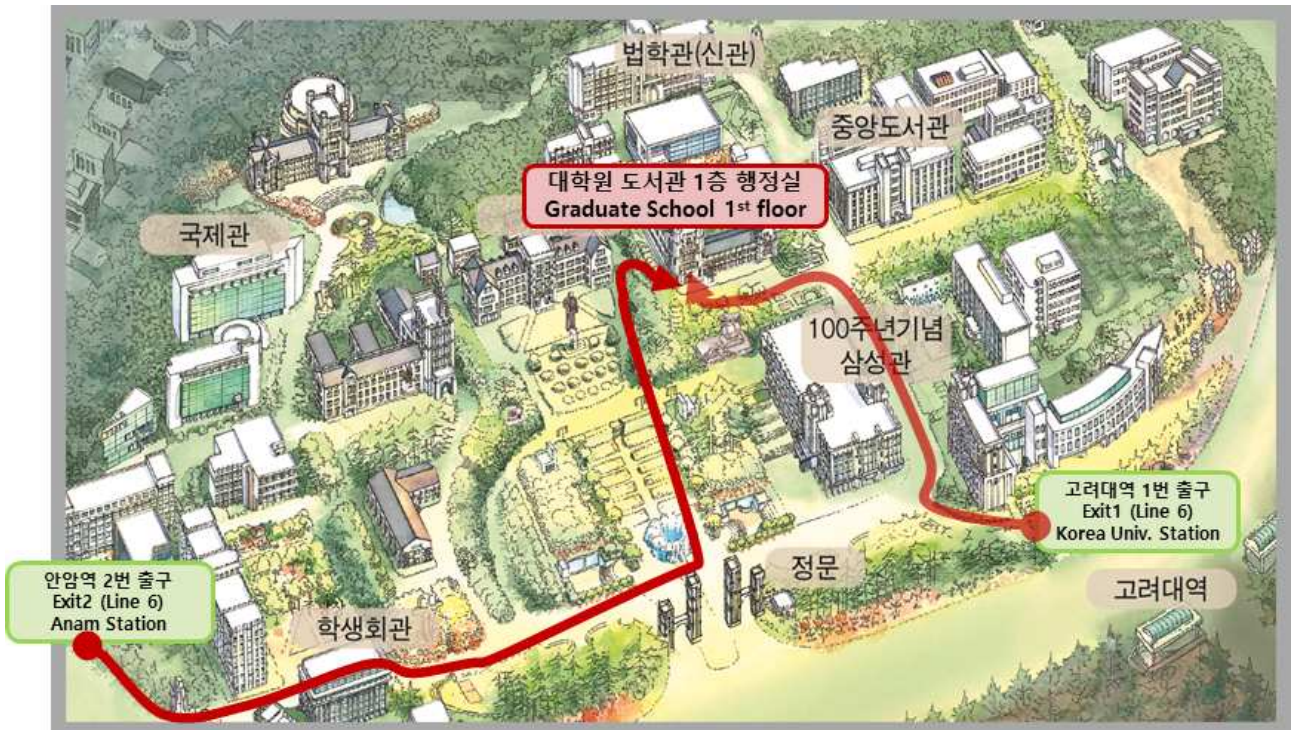 법학관(신관)
중앙도서관
대학원 도서관 1층 행정실
Graduate School 1st floor
국제관
100주년기념
삼성관
고려대역 1번 출구
Exit1 (Line 6)
Korea Univ. Station
정문
고려대역
안암역 2번 출구
Exit2 (Line 6)
Anam Station
학생회관